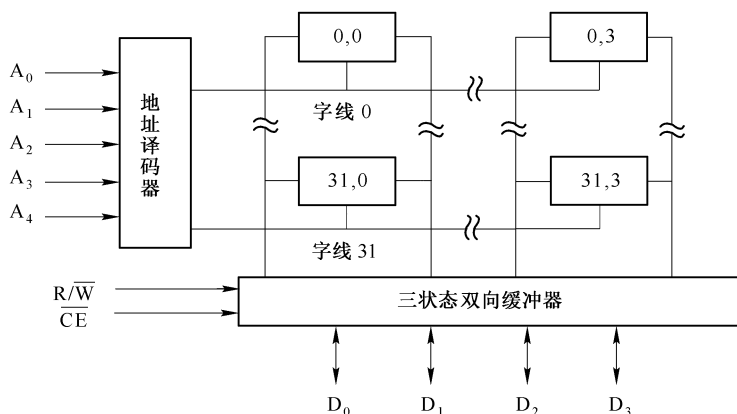 0,0
0,3
A₀
A₁
A₂
A₃
A₄
地址译码器
字线 0
31,0
31,3
字线 31
R/W̅
C̅E̅
三状态双向缓冲器
D₀
D₁
D₂
D₃